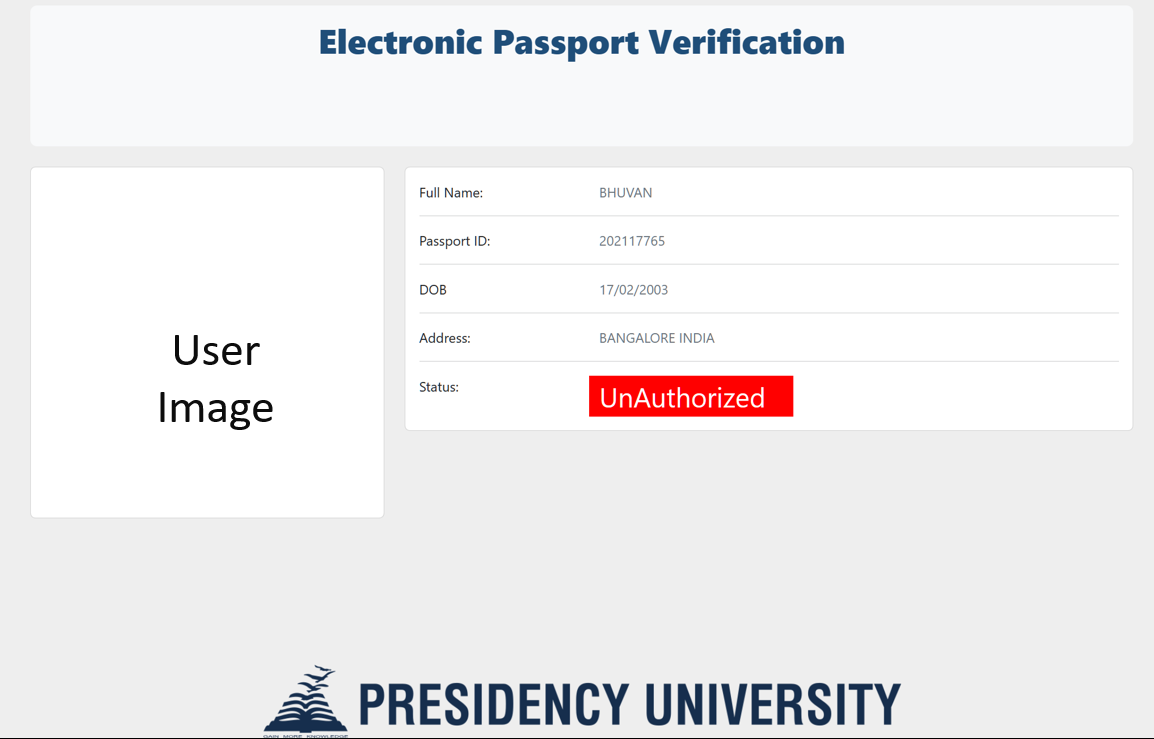 Electronic Passport Verification
User
Image
Full Name: BHUVAN
Passport ID: 202117765
DOB 17/02/2003
Address: BANGALORE INDIA
Status: UnAuthorized
PRESIDENCY UNIVERSITY
GAIN MORE KNOWLEDGE